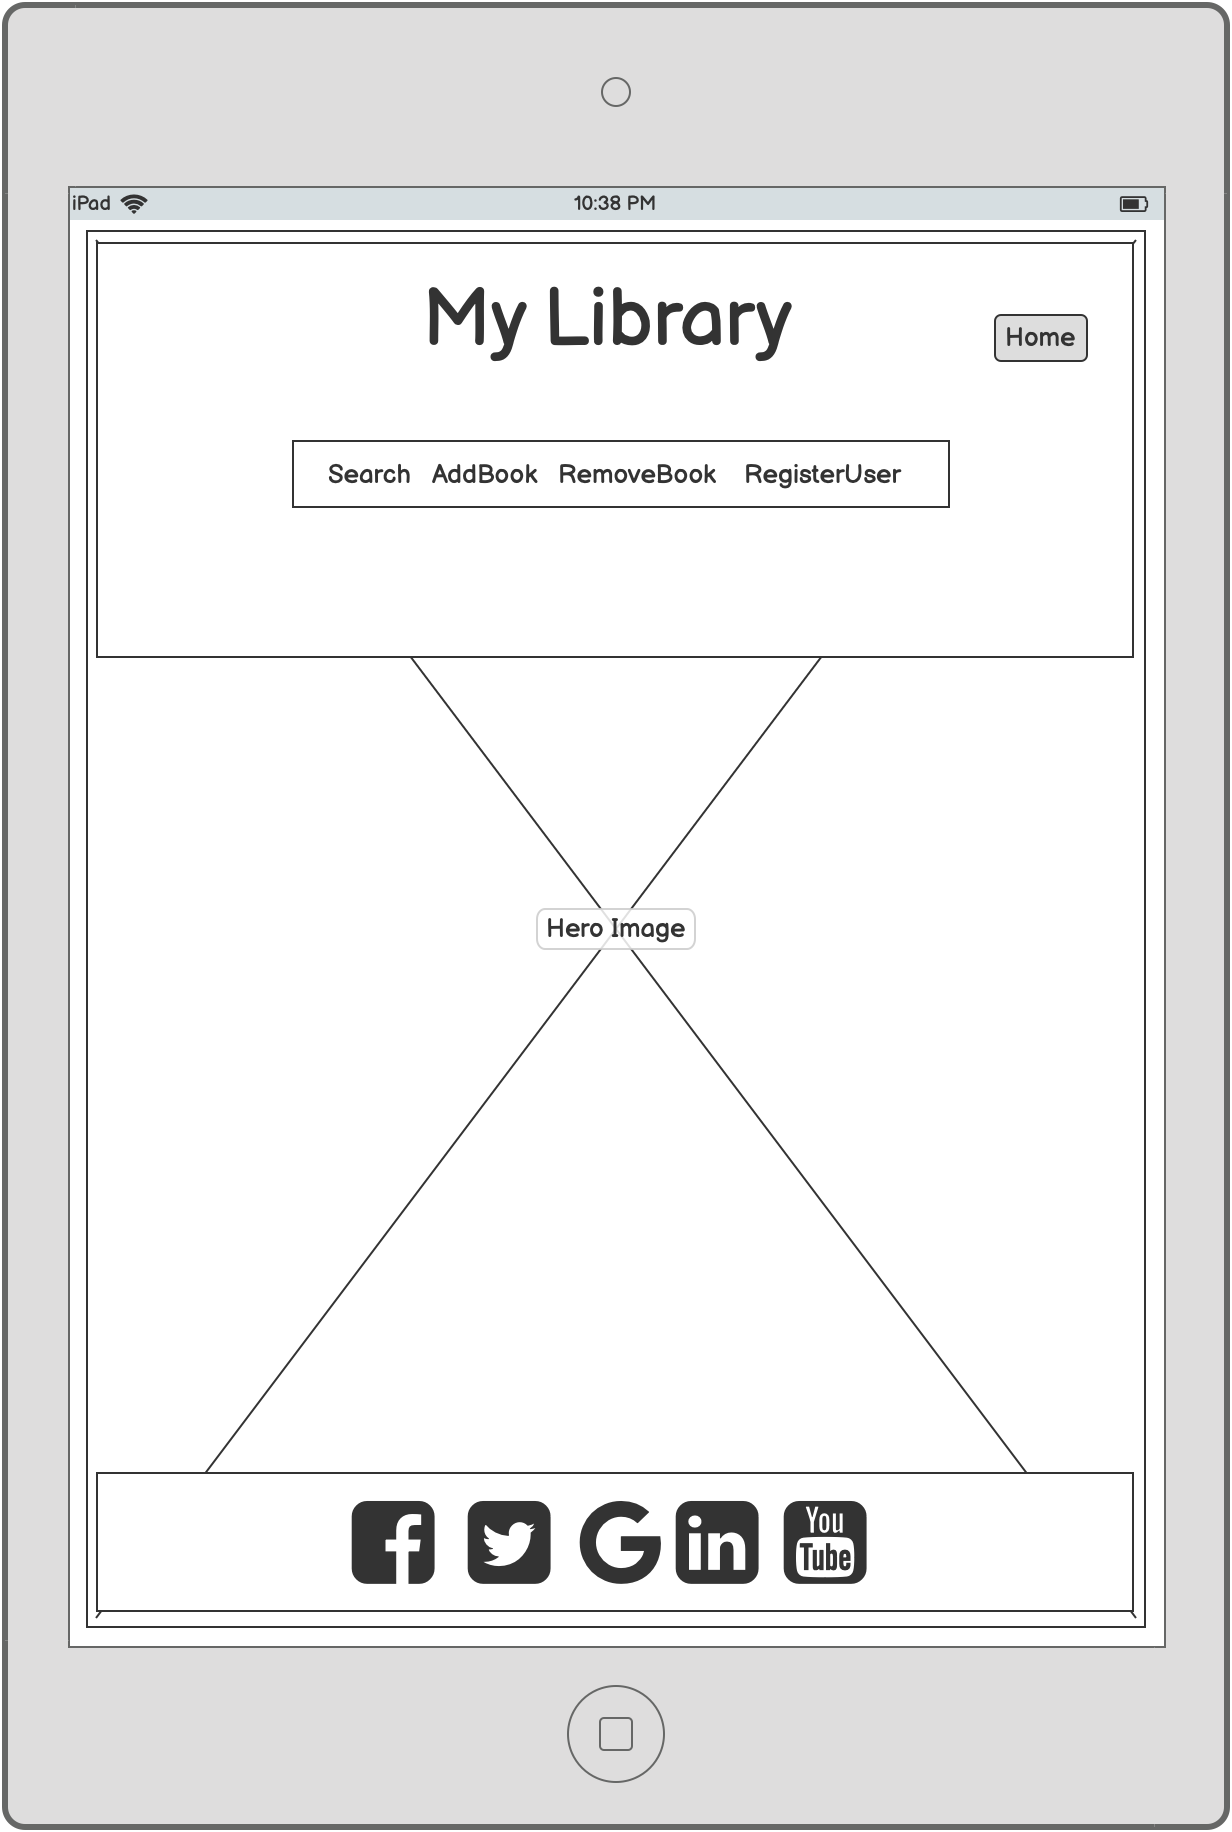 iPad 10:38 PM
My Library
Home
Search AddBook RemoveBook RegisterUser
Hero Image
f G in You
Tube